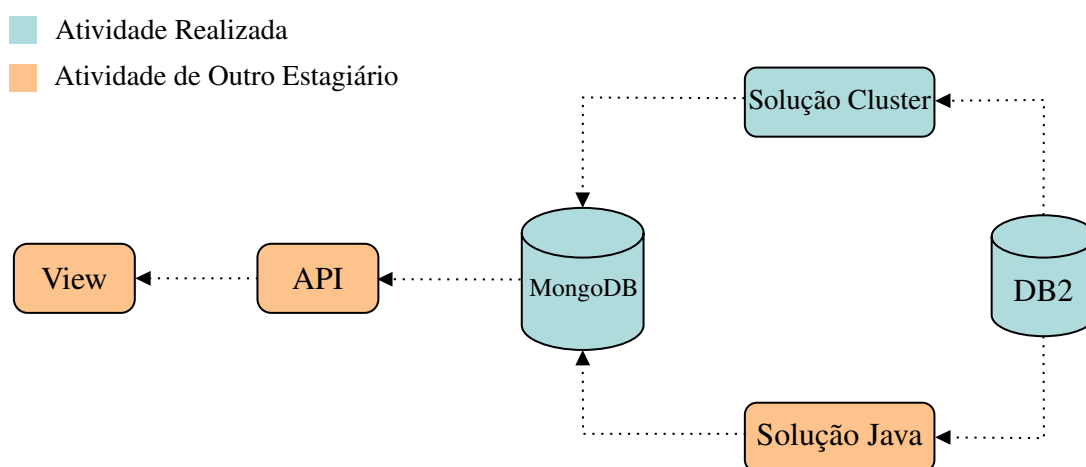 Atividade Realizada
Atividade de Outro Estagiário
Solução Cluster
View
API
MongoDB
DB2
Solução Java